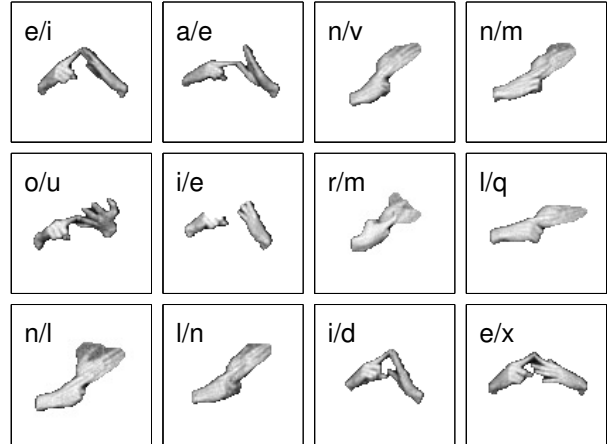 e/i a/e n/v n/m
o/u i/e r/m l/q
n/l l/n i/d e/x